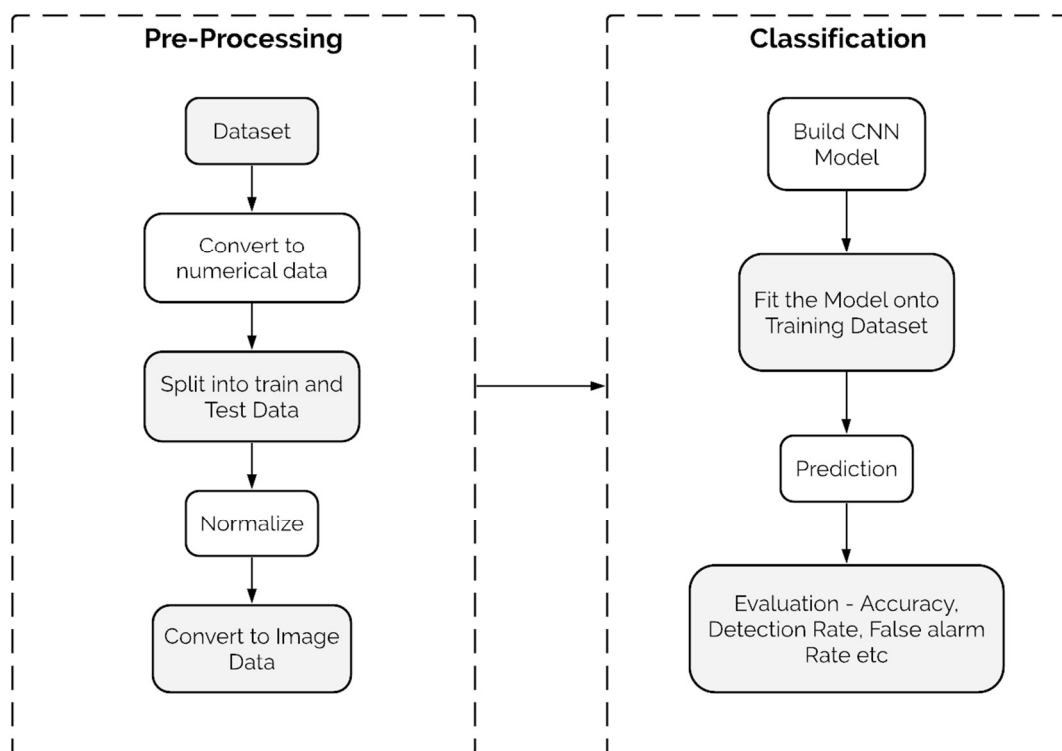 Pre-Processing
Dataset
Convert to
numerical data
Split into train and
Test Data
Normalize
Convert to Image
Data
Classification
Build CNN
Model
Fit the Model onto
Training Dataset
Prediction
Evaluation - Accuracy,
Detection Rate, False alarm
Rate etc